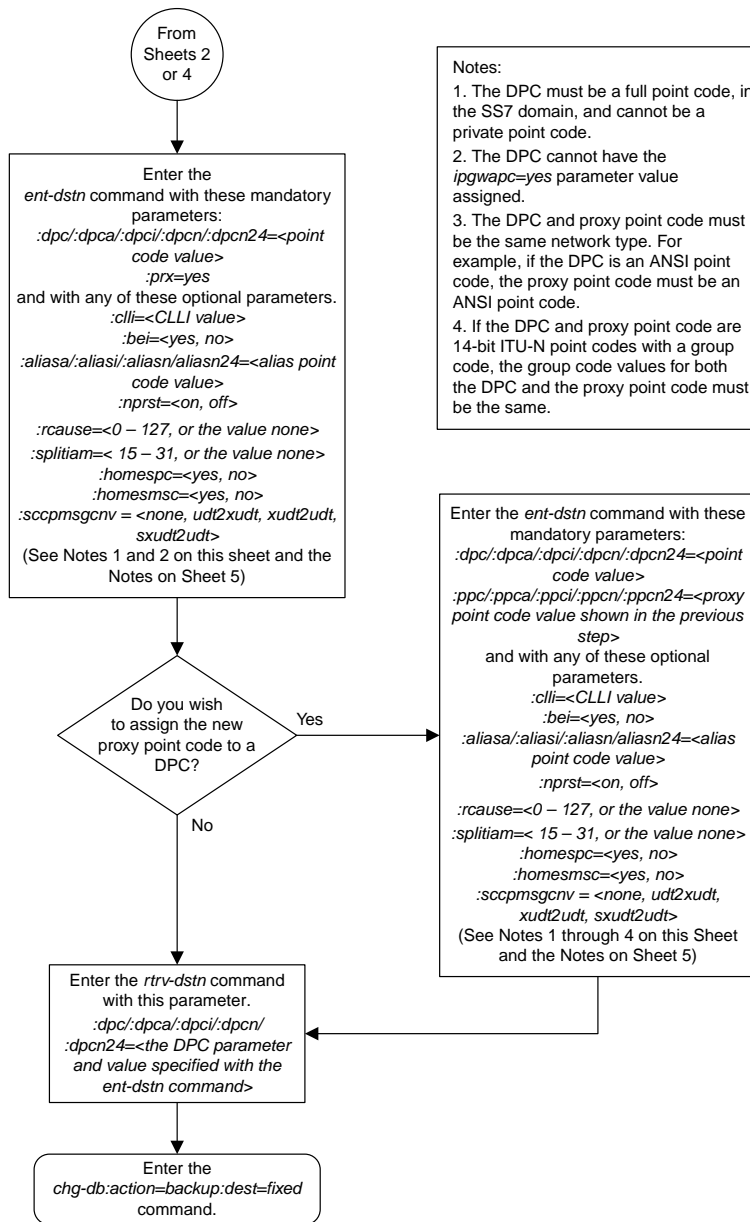 From
Sheets 2
or 4
Notes:
1. The DPC must be a full point code, in
the SS7 domain, and cannot be a
private point code.
2. The DPC cannot have the
ipgwapc=yes parameter value
assigned.
3. The DPC and proxy point code must
be the same network type. For
example, if the DPC is an ANSI point
code, the proxy point code must be an
ANSI point code.
4. If the DPC and proxy point code are
14-bit ITU-N point codes with a group
code, the group code values for both
the DPC and the proxy point code must
be the same.
Enter the
ent-dstn command with these mandatory
parameters:
:dpc/:dpca/:dpci/:dpcn/:dpcn24=<point
code value>
:prx=yes
and with any of these optional parameters.
:clli=<CLLI value>
:bei=<yes, no>
:aliasa/:aliasi/:aliasn/aliasn24=<alias point
code value>
:nprst=<on, off>
:rcause=<0 – 127, or the value none>
:splitiam=< 15 – 31, or the value none>
:homespc=<yes, no>
:homesmsc=<yes, no>
:sccpmsgcnv = <none, udt2xudt, xudt2udt,
sxudt2udt>
(See Notes 1 and 2 on this sheet and the
Notes on Sheet 5)
Do you wish
to assign the new
proxy point code to a
DPC?
Yes
No
Enter the ent-dstn command with these
mandatory parameters:
:dpc/:dpca/:dpci/:dpcn/:dpcn24=<point
code value>
:ppc/:ppca/:ppci/:ppcn/:ppcn24=<proxy
point code value shown in the previous
step>
and with any of these optional
parameters.
:clli=<CLLI value>
:bei=<yes, no>
:aliasa/:aliasi/:aliasn/aliasn24=<alias
point code value>
:nprst=<on, off>
:rcause=<0 – 127, or the value none>
:splitiam=< 15 – 31, or the value none>
:homespc=<yes, no>
:homesmsc=<yes, no>
:sccpmsgcnv = <none, udt2xudt,
xudt2udt, sxudt2udt>
(See Notes 1 through 4 on this Sheet
and the Notes on Sheet 5)
Enter the rtrv-dstn command
with this parameter.
:dpc/:dpca/:dpci/:dpcn/
:dpcn24=<the DPC parameter
and value specified with the
ent-dstn command>
Enter the
chg-db:action=backup:dest=fixed
command.